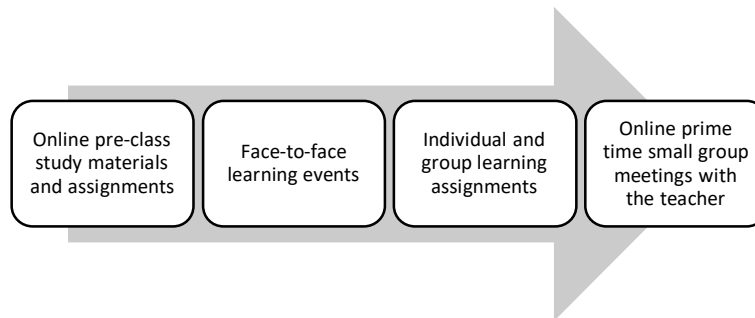 Online pre-class
study materials
and assignments
Face-to-face
learning events
Individual and
group learning
assignments
Online prime
time small group
meetings with
the teacher